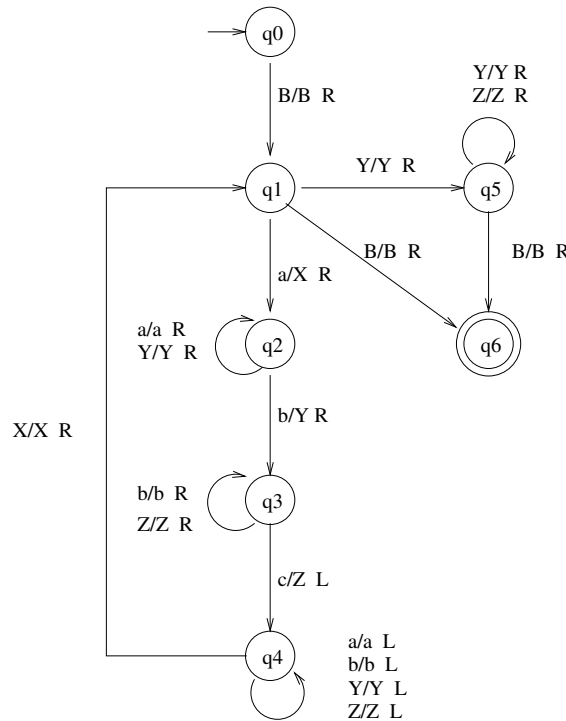 q0
Y/Y R
Z/Z R
B/B R
Y/Y R
q1
q5
B/B R
B/B R
a/X R
a/a R
Y/Y R
q2
q6
X/X R
b/Y R
b/b R
Z/Z R
q3
c/Z L
a/a L
b/b L
Y/Y L
Z/Z L
q4